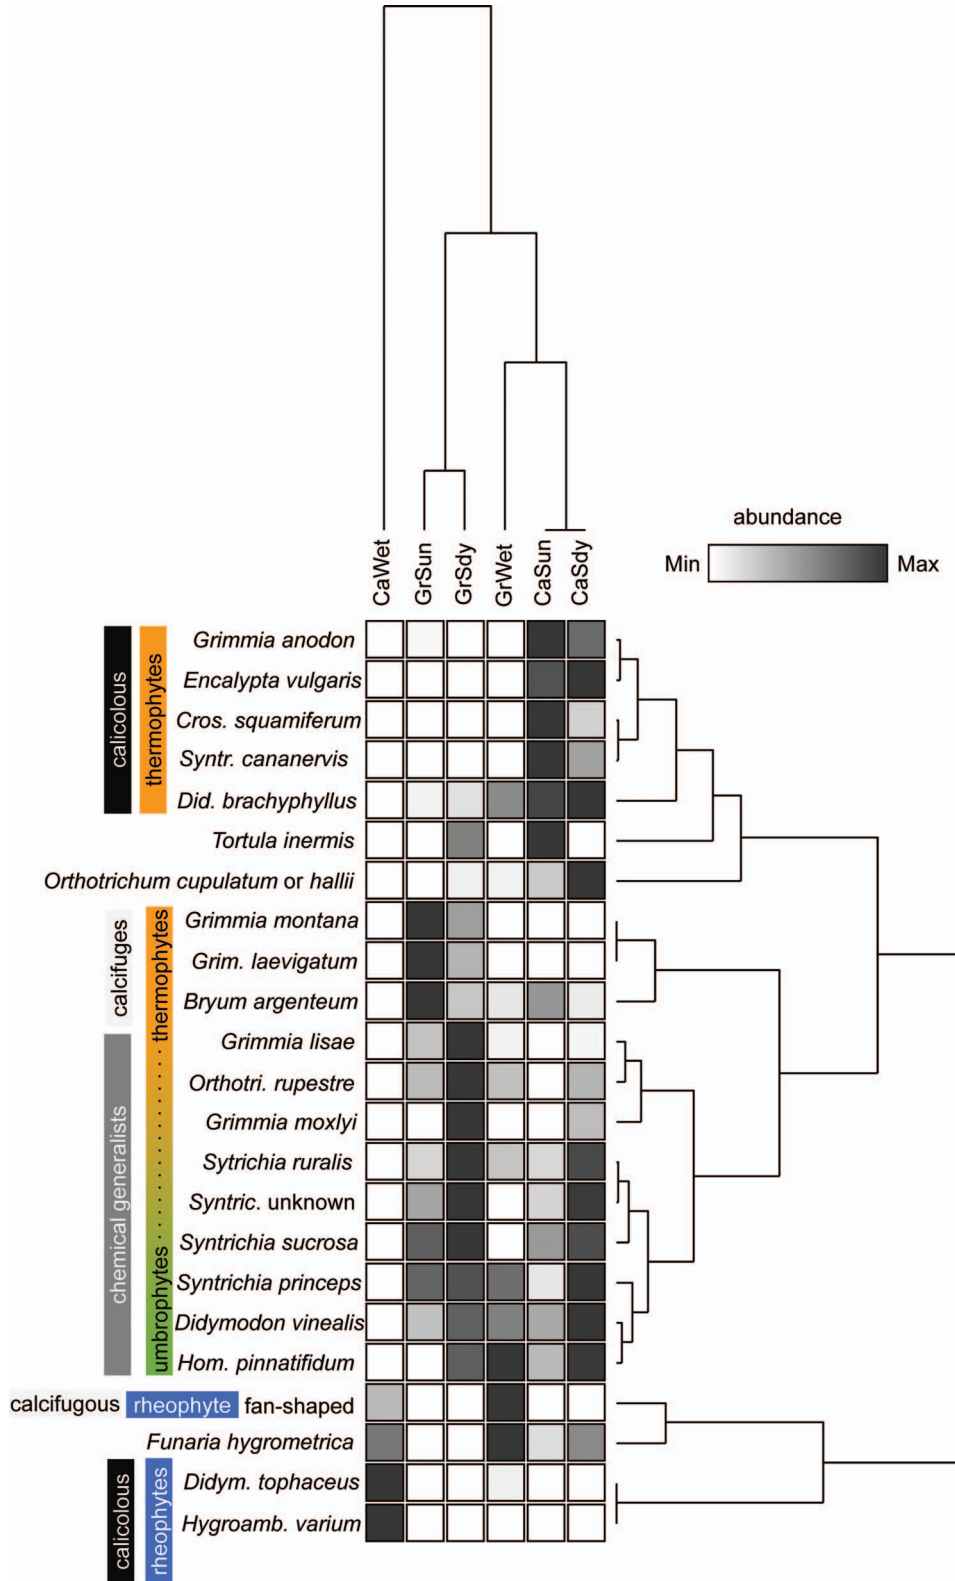 abundance
Min Max
CaWet GrSun GrSdy GrWet CaSun CaSdy
calicolous
thermophytes
Grimmia anodon
Encalypta vulgaris
Cros. squamiferum
Syntr. cananervis
Did. brachyphyllus
Tortula inermis
Orthotrichum cupulatum or hallii
calcifuges
chemical generalists
umbrophytes . . . . . . . . . . . . thermophytes
Grimmia montana
Grim. laevigatum
Bryum argenteum
Grimmia lisae
Orthotri. rupestre
Grimmia moxlyi
Sytrichia ruralis
Syntric. unknown
Syntrichia sucrosa
Syntrichia princeps
Didymodon vinealis
Hom. pinnatifidum
calcifugous rheophyte fan-shaped
Funaria hygrometrica
calicolous
rheophytes
Didym. tophaceus
Hygroamb. varium